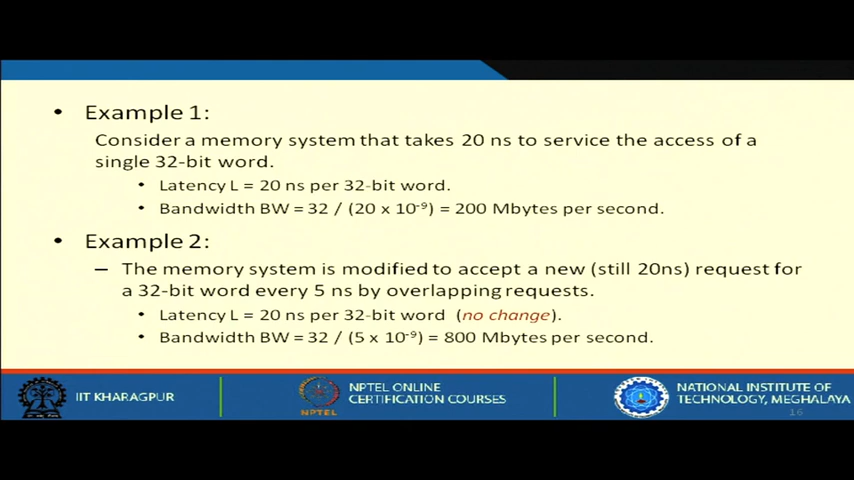 • Example 1:
Consider a memory system that takes 20 ns to service the access of a
single 32-bit word.
• Latency L = 20 ns per 32-bit word.
• Bandwidth BW = 32 / (20 x 10⁻⁹) = 200 Mbytes per second.
• Example 2:
– The memory system is modified to accept a new (still 20ns) request for
a 32-bit word every 5 ns by overlapping requests.
• Latency L = 20 ns per 32-bit word (no change).
• Bandwidth BW = 32 / (5 x 10⁻⁹) = 800 Mbytes per second.
IIT KHARAGPUR
NPTEL
NPTEL ONLINE
CERTIFICATION COURSES
NATIONAL INSTITUTE OF
TECHNOLOGY, MEGHALAYA
16